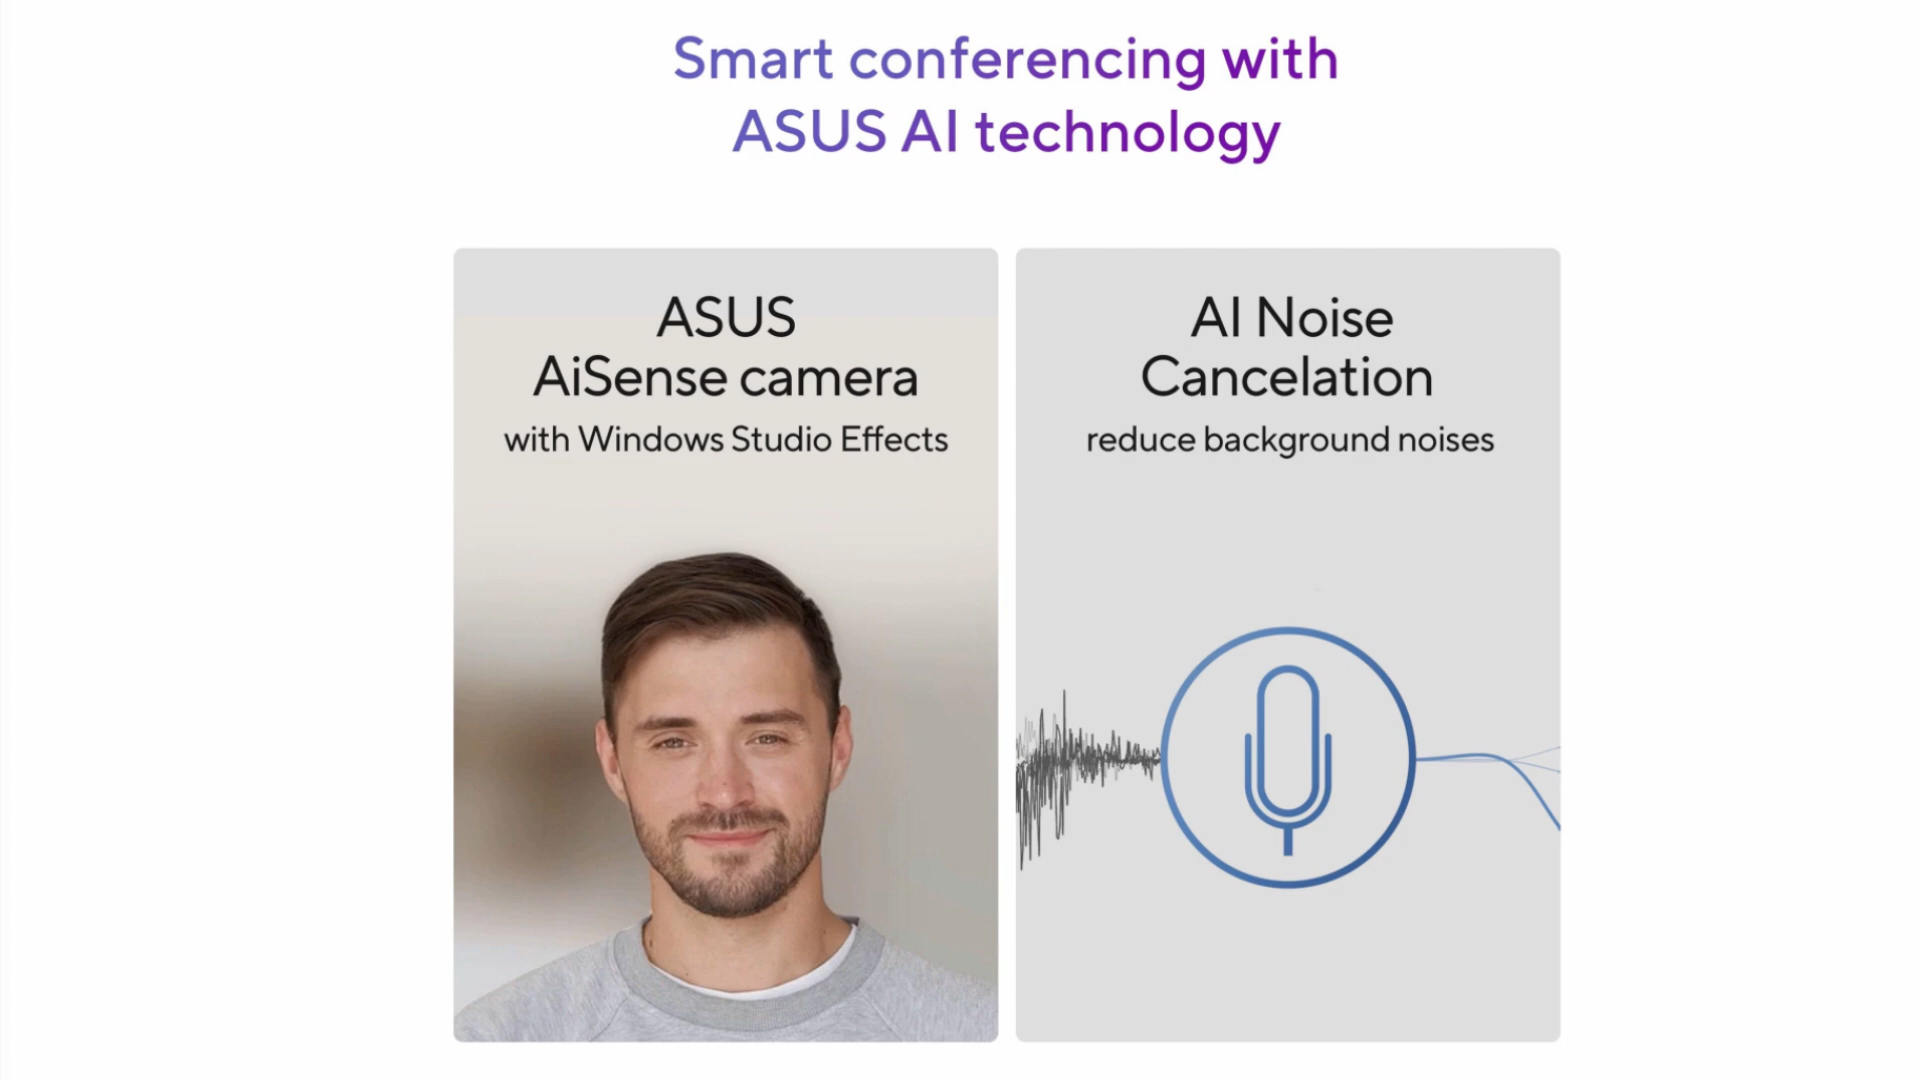 Smart conferencing with
ASUS AI technology
ASUS
AiSense camera
with Windows Studio Effects
AI Noise
Cancelation
reduce background noises